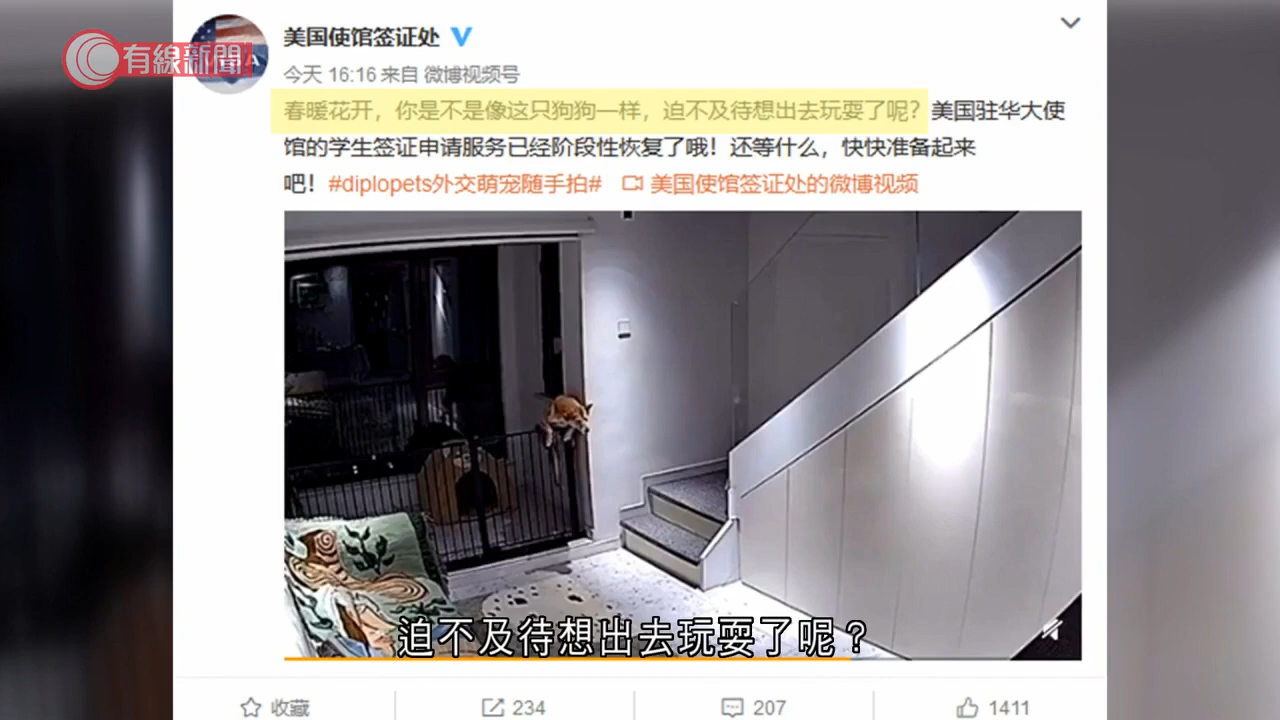 美国使馆签证处
有線新聞
今天 16:16 来自 微博视频号
春暖花开，你是不是像这只狗狗一样，迫不及待想出去玩耍了呢？美国驻华大使
馆的学生签证申请服务已经阶段性恢复了哦！还等什么，快快准备起来
吧！#diplopets外交萌宠随手拍# 美国使馆签证处的微博视频
迫不及待想出去玩耍了呢？
收藏 234 207 1411